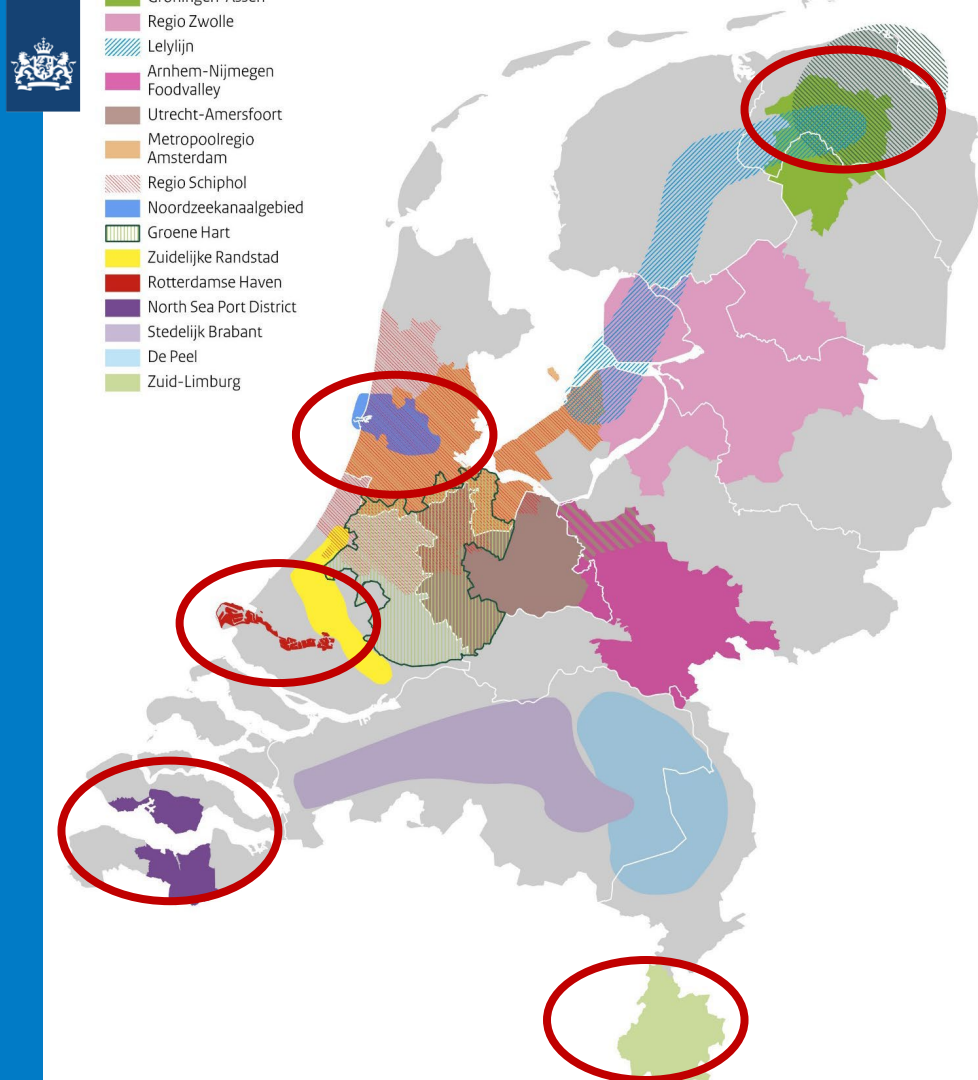 Regio Zwolle
Lelylijn
Arnhem-Nijmegen
Foodvalley
Utrecht-Amersfoort
Metropoolregio
Amsterdam
Regio Schiphol
Noordzeekanaalgebied
Groene Hart
Zuidelijke Randstad
Rotterdamse Haven
North Sea Port District
Stedelijk Brabant
De Peel
Zuid-Limburg